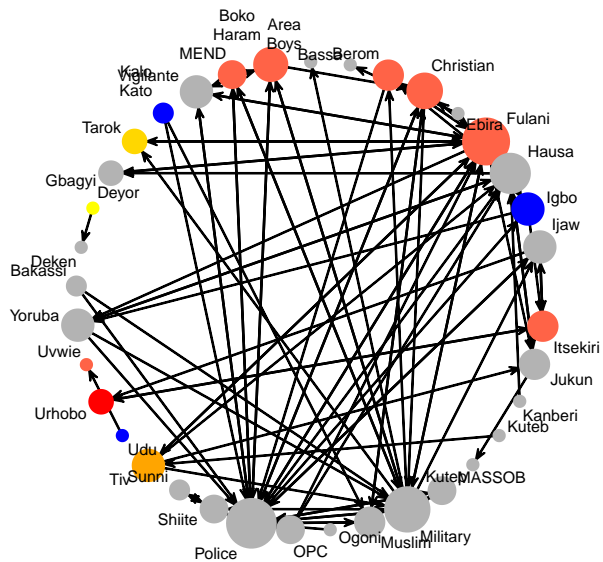 Boko
Haram
Area
Boys
Bassa
Berom
MEND
Christian
Kalo
Kato
Vigilante
Ebira
Fulani
Tarok
Hausa
Gbagyi
Deyor
Igbo
Ijaw
Deken
Bakassi
Yoruba
Uvwie
Itsekiri
Jukun
Urhobo
Kanberi
Kuteb
Udu
Tiv
Sunni
Kuteb
MASSOB
Shiite
Police
OPC
Ogoni
Muslim
Military